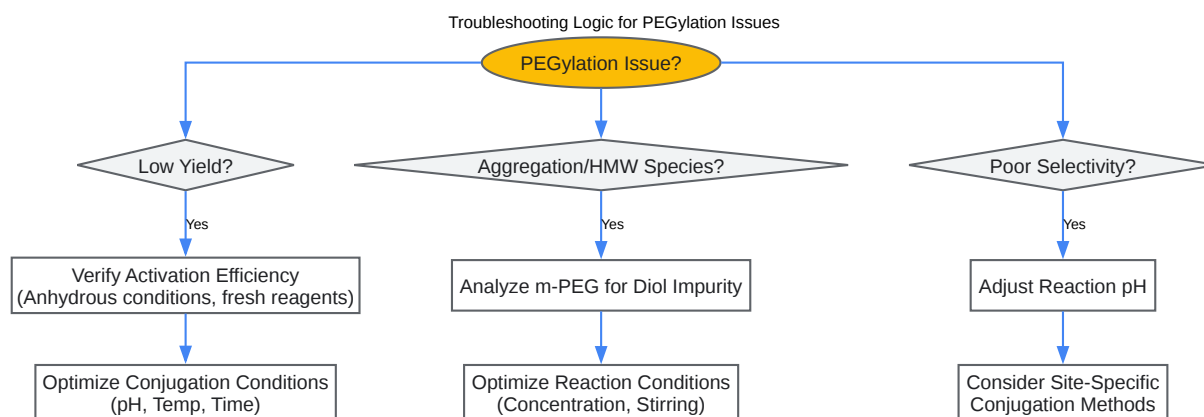 Troubleshooting Logic for PEGylation Issues
PEGylation Issue?
Low Yield?
Aggregation/HMW Species?
Poor Selectivity?
Yes
Yes
Yes
Verify Activation Efficiency
(Anhydrous conditions, fresh reagents)
Analyze m-PEG for Diol Impurity
Adjust Reaction pH
Optimize Conjugation Conditions
(pH, Temp, Time)
Optimize Reaction Conditions
(Concentration, Stirring)
Consider Site-Specific
Conjugation Methods